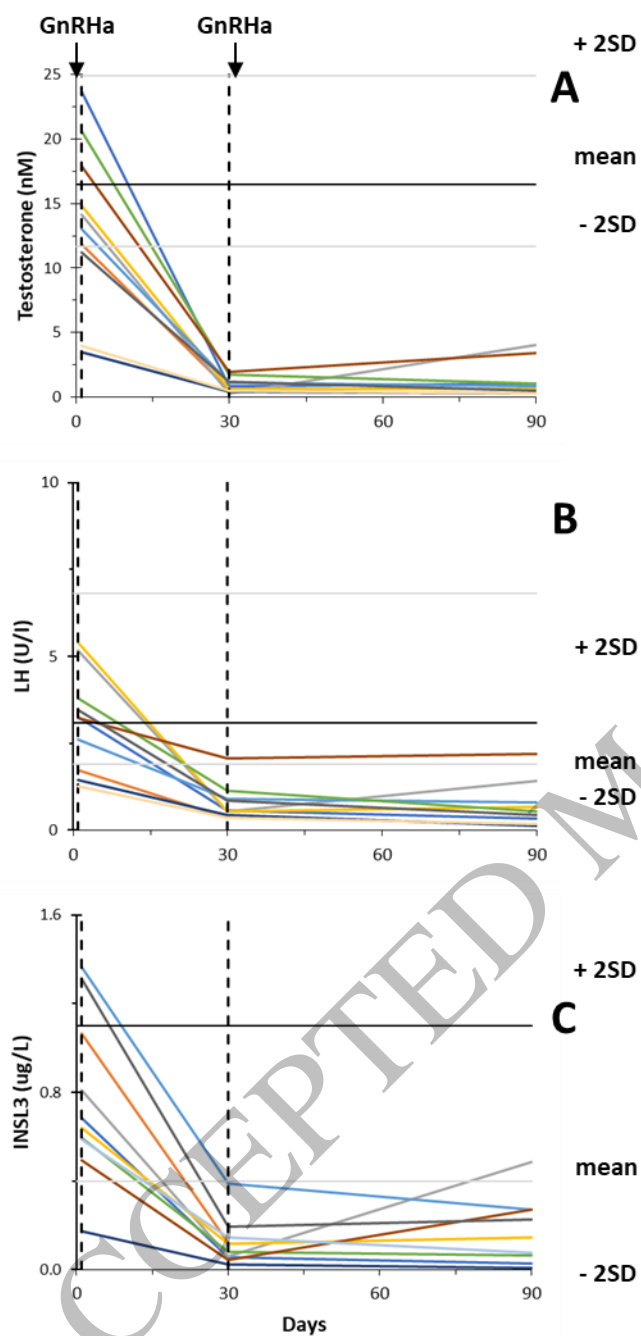 GnRHa GnRHa
+ 2SD
25
A
20
mean
15
- 2SD
10
5
0
0 30 60 90
Testosterone (nM)
10
B
+ 2SD
5
mean
- 2SD
0
0 30 60 90
LH (U/l)
1.6
+ 2SD
C
0.8
mean
0.0
- 2SD
0 30 60 90
INSL3 (ug/L)
Days
CCEPTED M